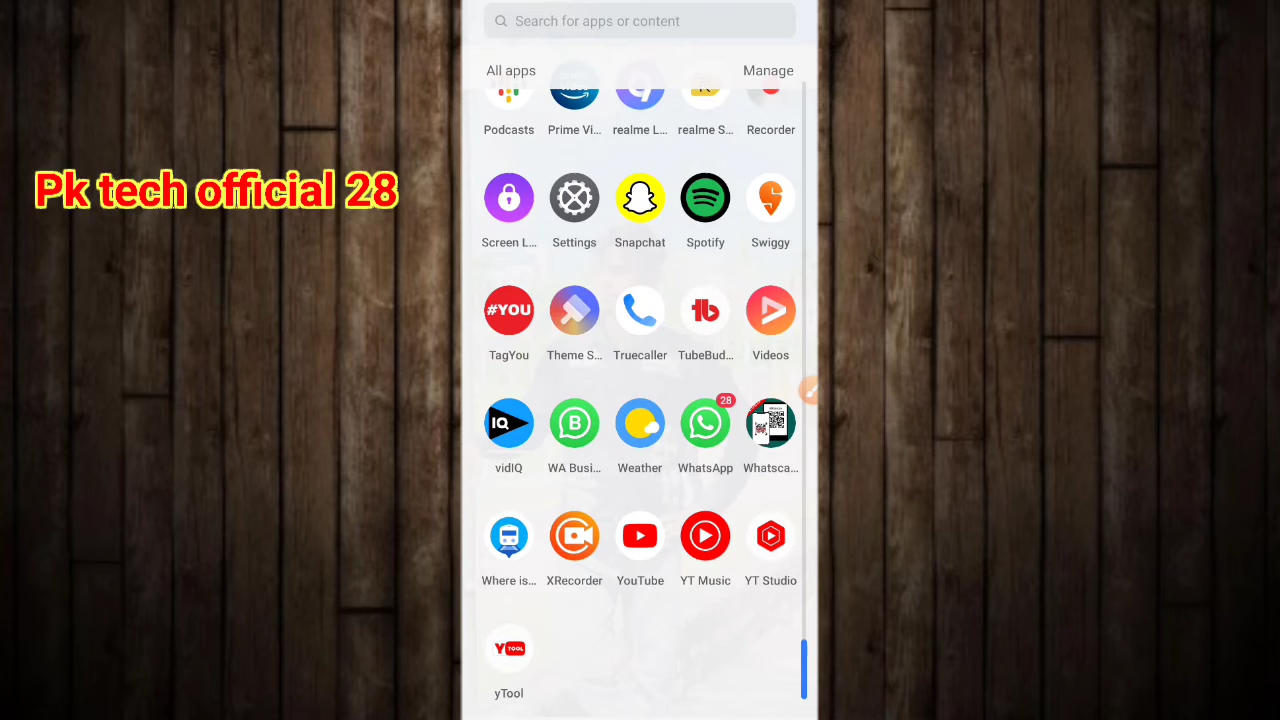 Search for apps or content
All apps Manage
Podcasts Prime Vi... realme L... realme S... Recorder
Pk tech official 28
Screen L... Settings Snapchat Spotify Swiggy
#YOU
TagYou Theme S... Truecaller TubeBud... Videos
28
IQ B
vidIQ WA Busi... Weather WhatsApp Whatsca...
Where is... XRecorder YouTube YT Music YT Studio
Y TOOL
yTool